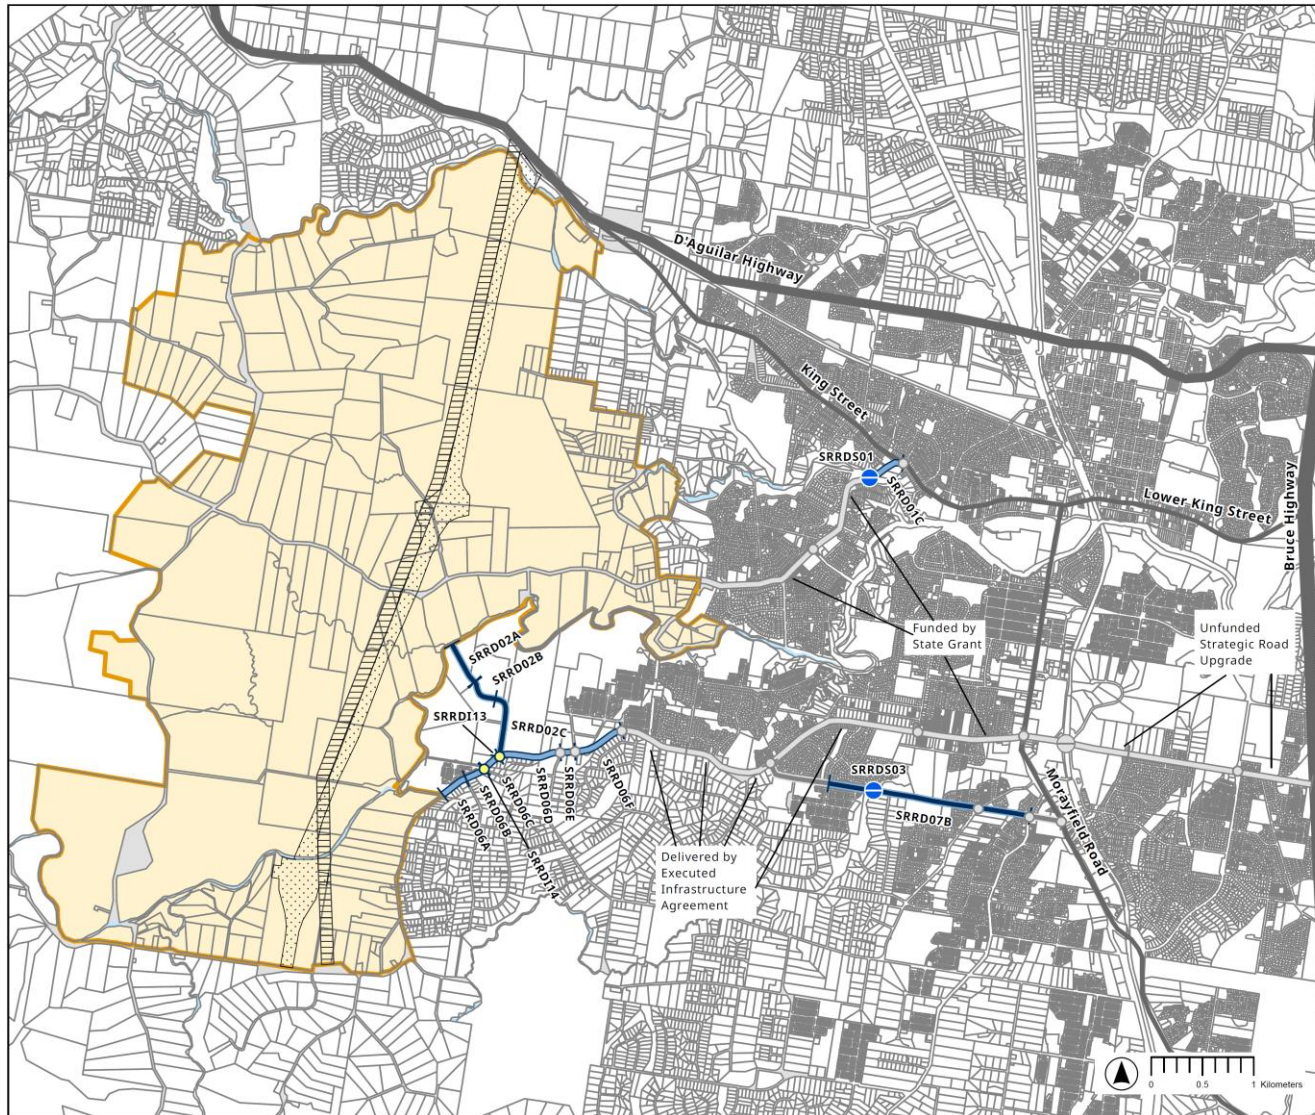 D'Aguilar Highway
King Street
SRRDS01
SRRD01C
Lower King Street
Bruce Highway
Funded by
State Grant
Unfunded
Strategic Road
Upgrade
SRRD02A
SRRD02B
SRRDI13
SRRD02C
SRRD06A
SRRD06B
SRRD06C
SRRDI14
SRRD06D
SRRD06E
SRRD06F
SRRDS03
SRRD07B
Morayfield Road
Delivered by
Executed
Infrastructure
Agreement
0 0.5 1 Kilometers